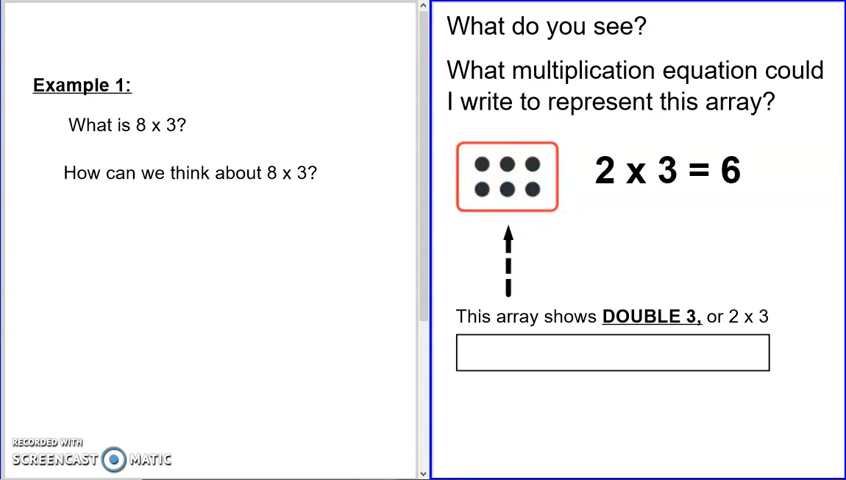 Example 1:
What is 8 x 3?
How can we think about 8 x 3?
RECORDED WITH
SCREENCAST MATIC
What do you see?
What multiplication equation could
I write to represent this array?
2 x 3 = 6
This array shows DOUBLE 3, or 2 x 3